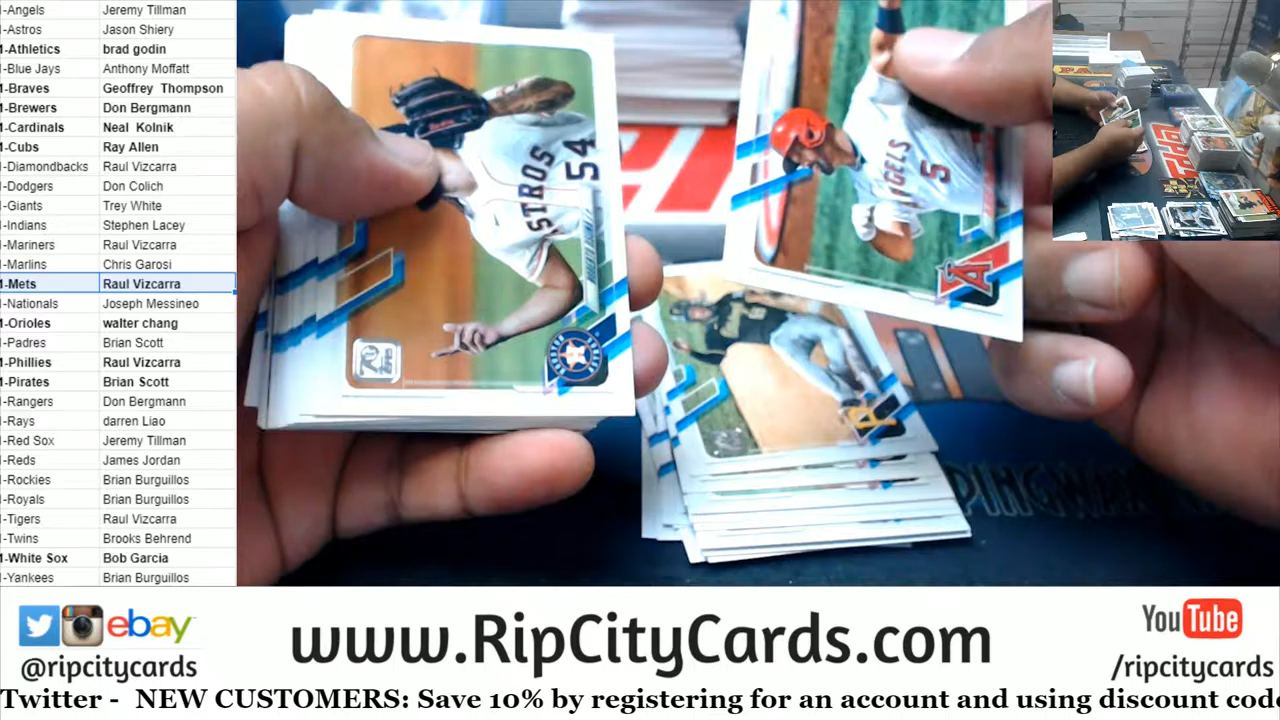 M-Angels Jeremy Tillman
M-Astros Jason Shiery
M-Athletics brad godin
M-Blue Jays Anthony Moffatt
M-Braves Geoffrey Thompson
M-Brewers Don Bergmann
M-Cardinals Neal Kolnik
M-Cubs Ray Allen
M-Diamondbacks Raul Vizcarra
M-Dodgers Don Colich
M-Giants Trey White
M-Indians Stephen Lacey
M-Mariners Raul Vizcarra
M-Marlins Chris Garosi
M-Mets Raul Vizcarra
M-Nationals Joseph Messineo
M-Orioles walter chang
M-Padres Brian Scott
M-Phillies Raul Vizcarra
M-Pirates Brian Scott
M-Rangers Don Bergmann
M-Rays darren Liao
M-Red Sox Jeremy Tillman
M-Reds James Jordan
M-Rockies Brian Burguillos
M-Royals Brian Burguillos
M-Tigers Raul Vizcarra
M-Twins Brooks Behrend
M-White Sox Bob Garcia
M-Yankees Brian Burguillos
STROS
54
NGELS
5
A
70
P
ebay
@ripcitycards
www.RipCityCards.com
YouTube
/ripcitycards
Twitter - NEW CUSTOMERS: Save 10% by registering for an account and using discount code